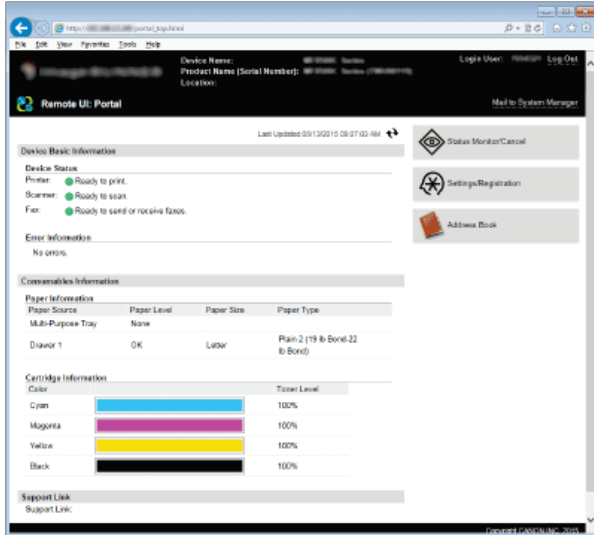 http://
portal_top.html
File Edit View Favorites Tools Help
Device Name:
Product Name (Serial Number):
Location:
Login User:
Log Out
Remote UI: Portal
Mail to System Manager
Last Updated 05/13/2015 09:07:03 AM
Device Basic Information
Device Status
Printer: Ready to print.
Scanner: Ready to scan.
Fax: Ready to send or receive faxes.
Error Information
No errors.
Status Monitor/Cancel
Settings/Registration
Address Book
Consumables Information
Paper Information
Paper Source Paper Level Paper Size Paper Type
Multi-Purpose Tray None
Drawer 1 OK Letter Plain 2 (19 lb Bond-22
lb Bond)
Cartridge Information
Color Toner Level
Cyan 100%
Magenta 100%
Yellow 100%
Black 100%
Support Link
Support Link:
Copyright CANON INC. 2015